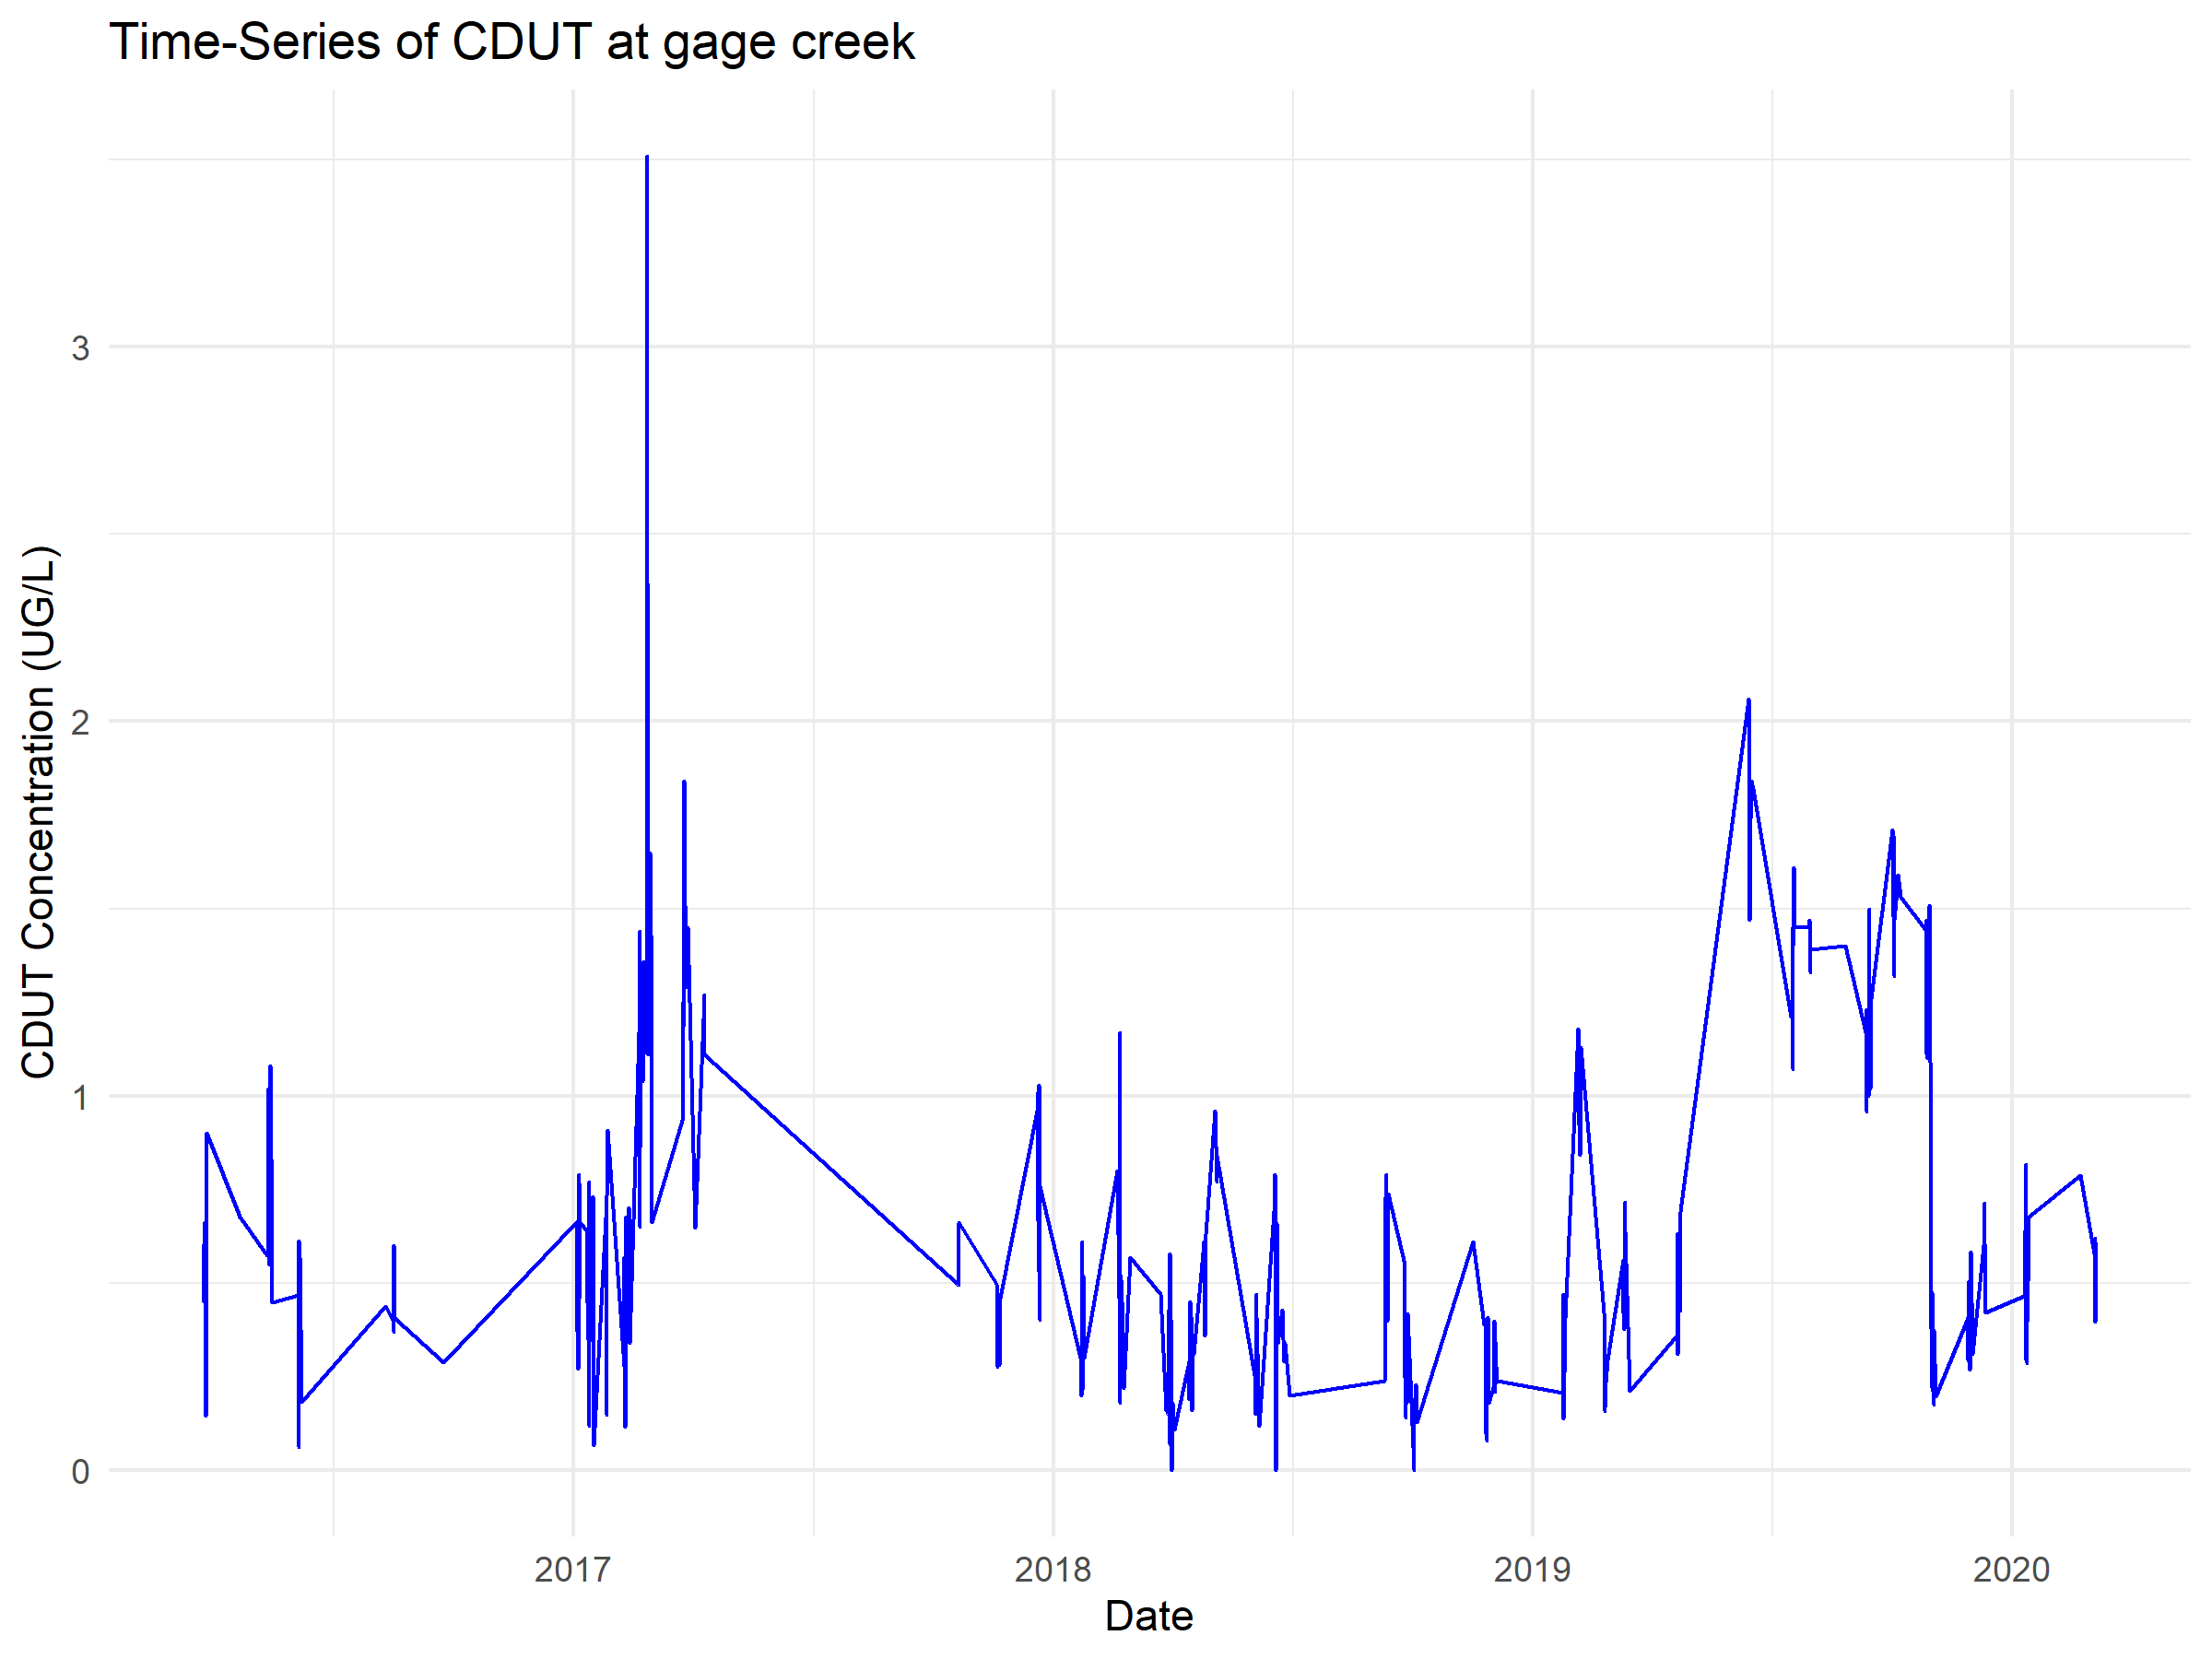 Time-Series of CDUT at gage creek
CDUT Concentration (UG/L)
3
2
1
0
2017
2018
2019
2020
Date